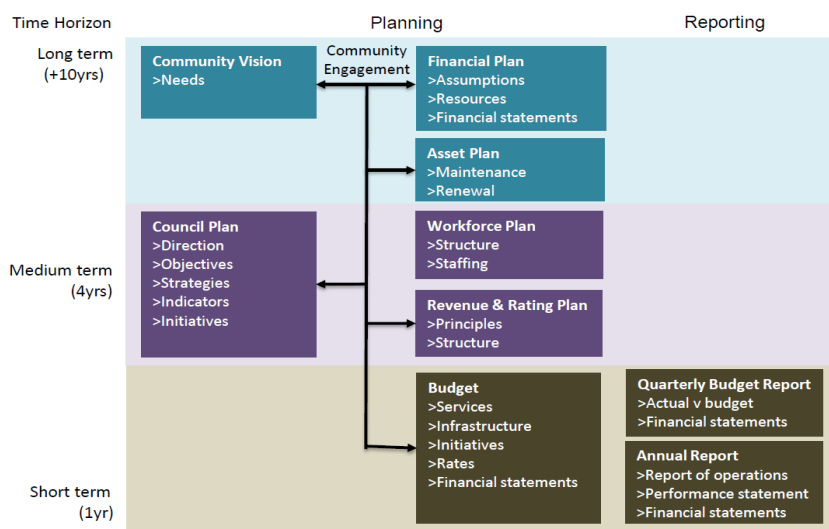 Time Horizon
Planning
Reporting
Long term
(+10yrs)
Community Vision
>Needs
Community
Engagement
Financial Plan
>Assumptions
>Resources
>Financial statements
Asset Plan
>Maintenance
>Renewal
Medium term
(4yrs)
Council Plan
>Direction
>Objectives
>Strategies
>Indicators
>Initiatives
Workforce Plan
>Structure
>Staffing
Revenue & Rating Plan
>Principles
>Structure
Short term
(1yr)
Budget
>Services
>Infrastructure
>Initiatives
>Rates
>Financial statements
Quarterly Budget Report
>Actual v budget
>Financial statements
Annual Report
>Report of operations
>Performance statement
>Financial statements